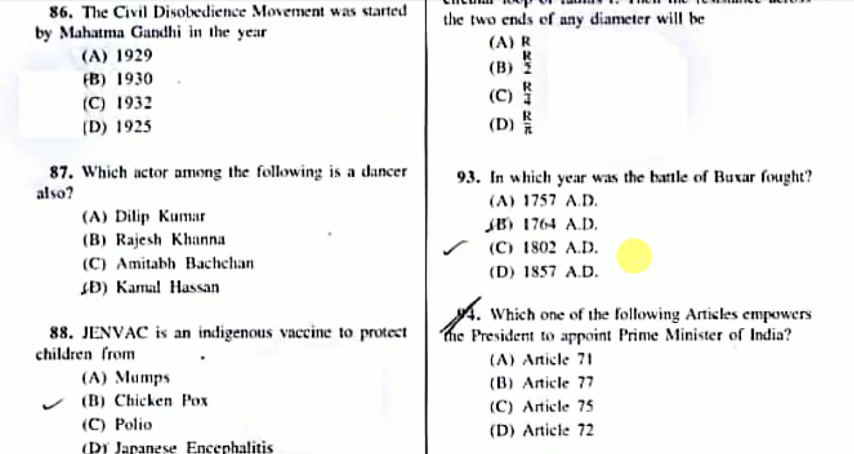 86. The Civil Disobedience Movement was started
by Mahatma Gandhi in the year
(A) 1929
(B) 1930
(C) 1932
(D) 1925
87. Which actor among the following is a dancer
also?
(A) Dilip Kumar
(B) Rajesh Khanna
(C) Amitabh Bachchan
(D) Kamal Hassan
88. JENVAC is an indigenous vaccine to protect
children from
(A) Mumps
(B) Chicken Pox
(C) Polio
(D) Japanese Encephalitis
the two ends of any diameter will be
(A) R
(B) R/2
(C) R/4
(D) R/π
93. In which year was the battle of Buxar fought?
(A) 1757 A.D.
(B) 1764 A.D.
(C) 1802 A.D.
(D) 1857 A.D.
94. Which one of the following Articles empowers
the President to appoint Prime Minister of India?
(A) Article 71
(B) Article 77
(C) Article 75
(D) Article 72